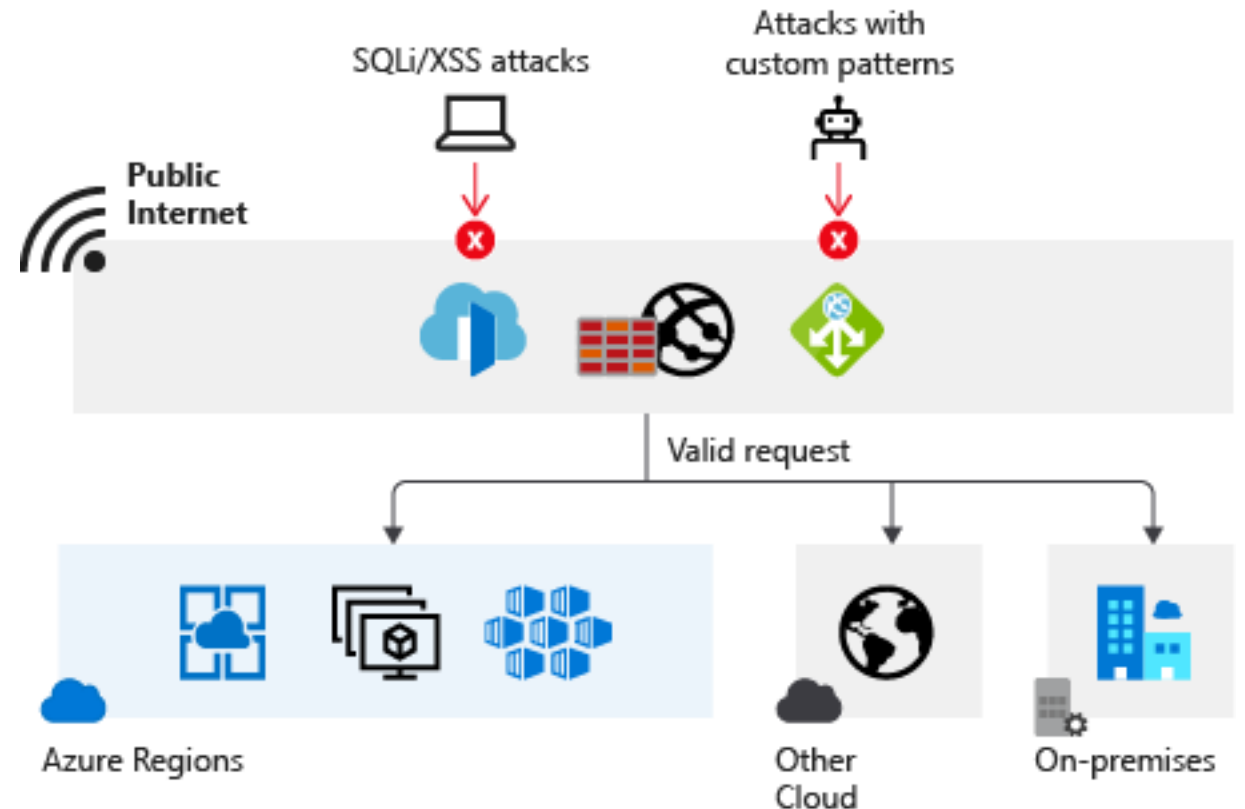 SQLi/XSS attacks
Attacks with
custom patterns
Public
Internet
X
X
Valid request
Azure Regions
Other
Cloud
On-premises